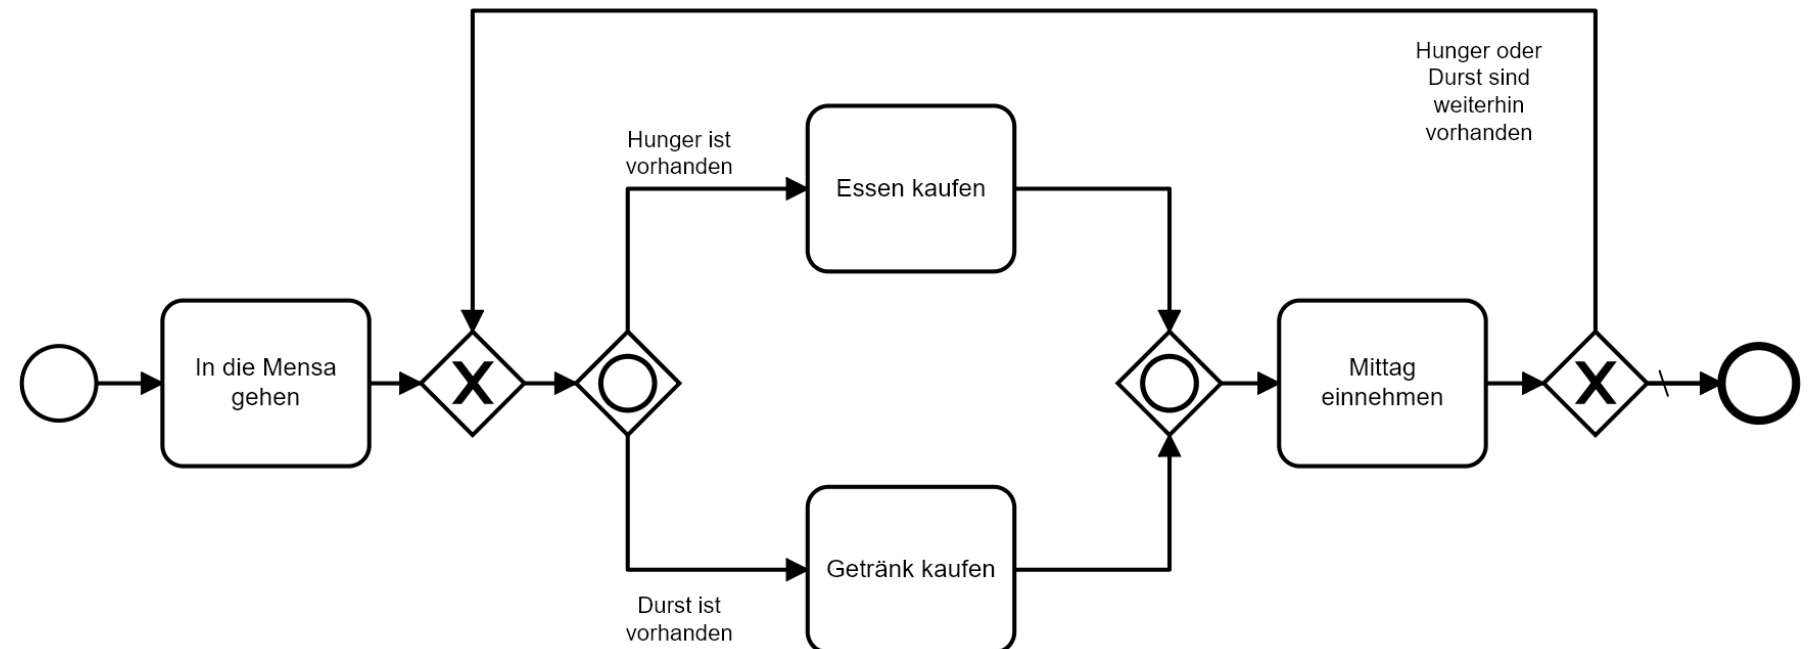 Hunger oder
Durst sind
weiterhin
vorhanden
Hunger ist
vorhanden
Essen kaufen
In die Mensa
gehen
X
Mittag
einnehmen
X
Getränk kaufen
Durst ist
vorhanden